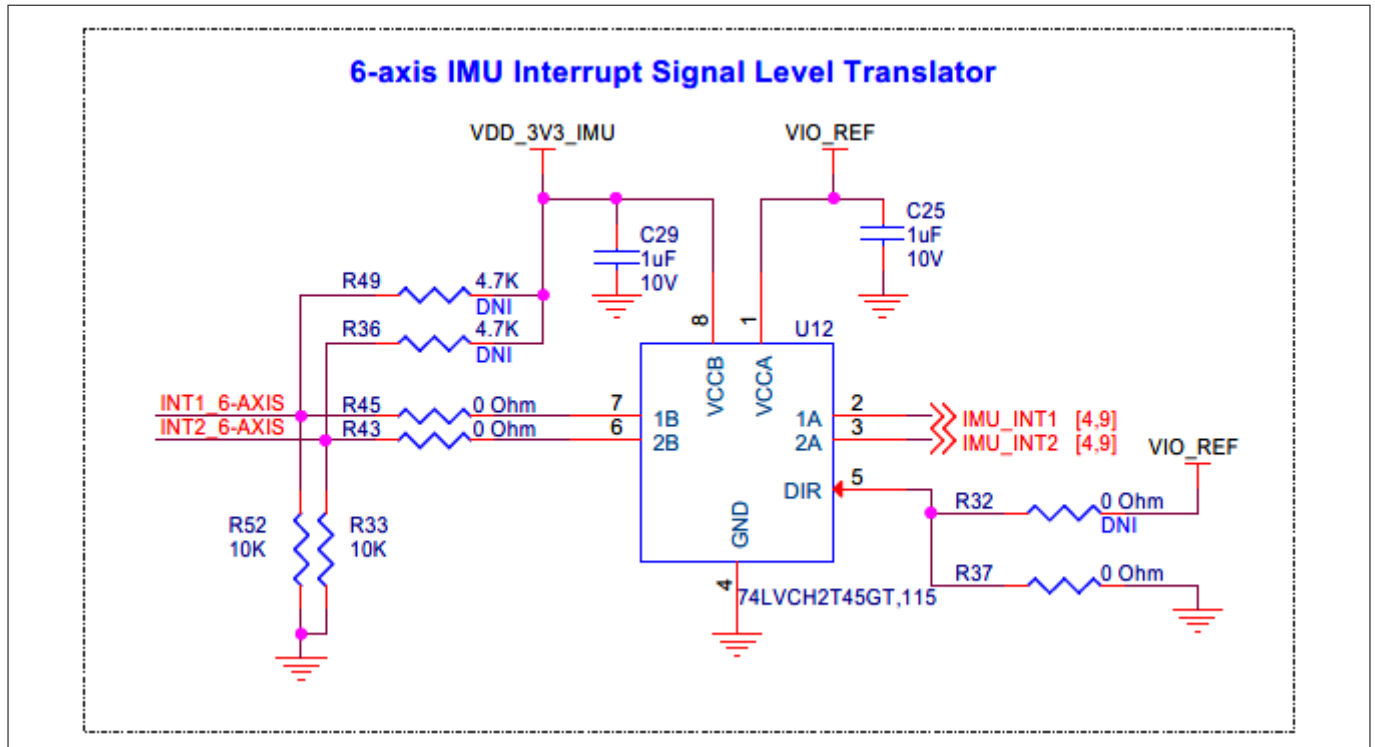 6-axis IMU Interrupt Signal Level Translator
VDD_3V3_IMU
VIO_REF
C29
1uF
10V
C25
1uF
10V
R49
4.7K
DNI
R36
4.7K
DNI
8
1
U12
VCCB
VCCA
INT1_6-AXIS
R45
0 Ohm
7
1B
1A
2
IMU_INT1 [4,9]
INT2_6-AXIS
R43
0 Ohm
6
2B
2A
3
IMU_INT2 [4,9]
VIO_REF
DIR
5
R32
0 Ohm
DNI
R52
10K
R33
10K
GND
4
R37
0 Ohm
74LVCH2T45GT,115